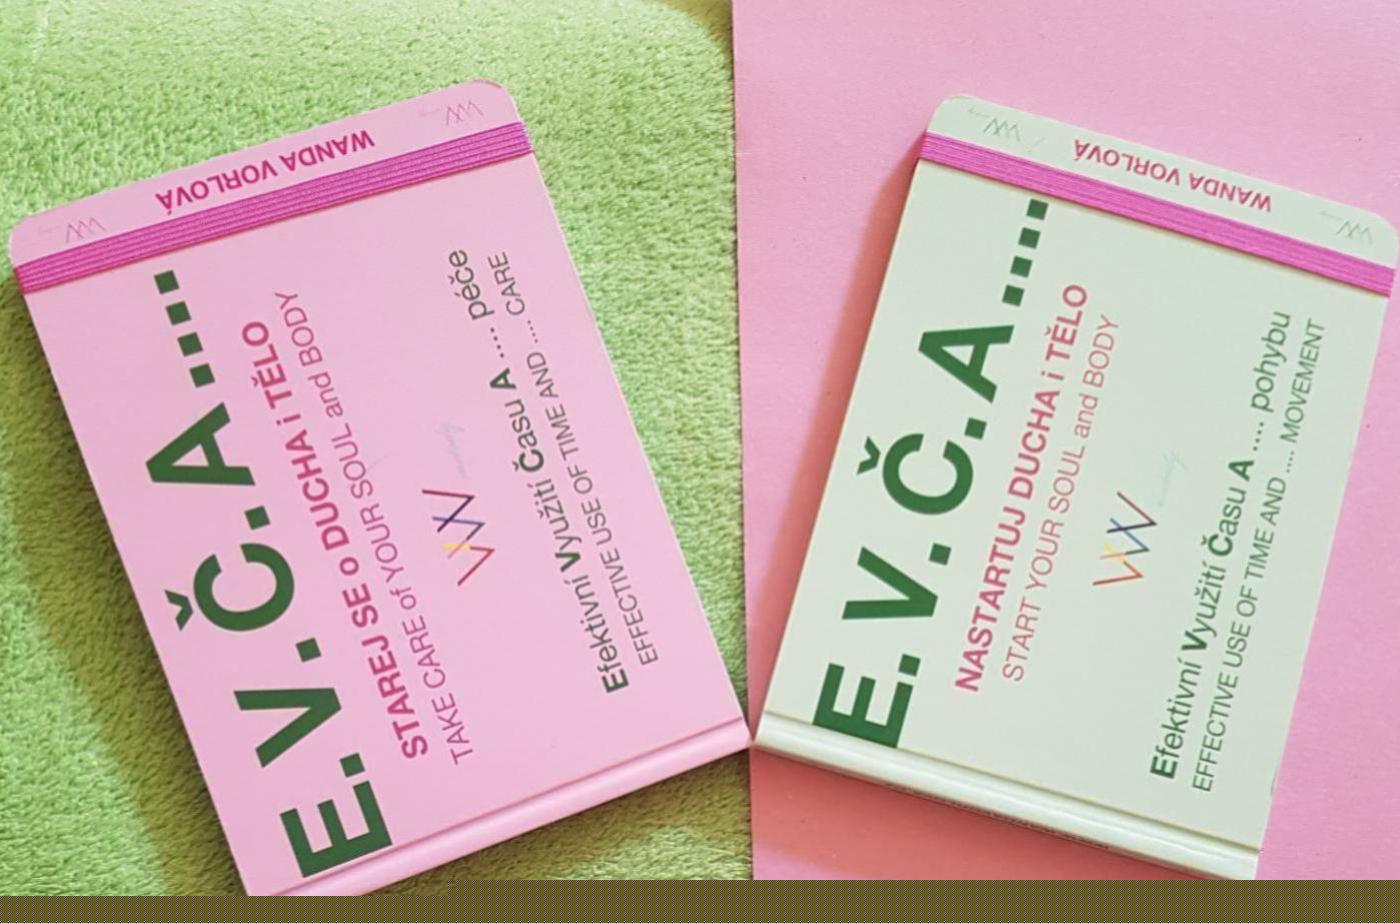 WANDA VORLOVÁ
E.V.Č.A....
STAREJ SE o DUCHA i TĚLO
TAKE CARE of YOUR SOUL and BODY
VW
Efektivní Využití Času A .... péče
EFFECTIVE USE OF TIME AND .... CARE
WANDA VORLOVÁ
E.V.Č.A....
NASTARTUJ DUCHA i TĚLO
START YOUR SOUL and BODY
VW
Efektivní Využití Času A .... pohybu
EFFECTIVE USE OF TIME AND .... MOVEMENT